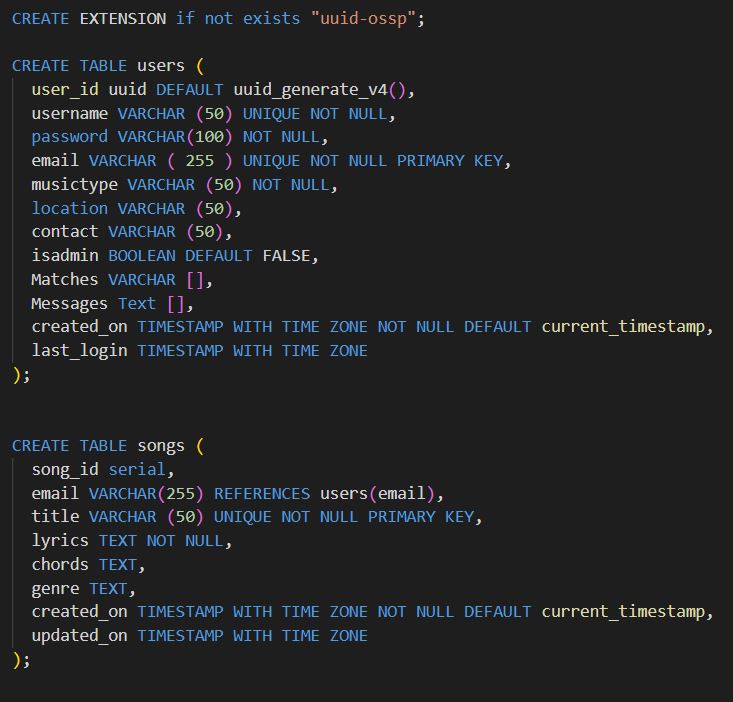 CREATE EXTENSION if not exists "uuid-ossp";
CREATE TABLE users (
user_id uuid DEFAULT uuid_generate_v4(),
username VARCHAR (50) UNIQUE NOT NULL,
password VARCHAR(100) NOT NULL,
email VARCHAR ( 255 ) UNIQUE NOT NULL PRIMARY KEY,
musictype VARCHAR (50) NOT NULL,
location VARCHAR (50),
contact VARCHAR (50),
isadmin BOOLEAN DEFAULT FALSE,
Matches VARCHAR [],
Messages Text [],
created_on TIMESTAMP WITH TIME ZONE NOT NULL DEFAULT current_timestamp,
last_login TIMESTAMP WITH TIME ZONE
);
CREATE TABLE songs (
song_id serial,
email VARCHAR(255) REFERENCES users(email),
title VARCHAR (50) UNIQUE NOT NULL PRIMARY KEY,
lyrics TEXT NOT NULL,
chords TEXT,
genre TEXT,
created_on TIMESTAMP WITH TIME ZONE NOT NULL DEFAULT current_timestamp,
updated_on TIMESTAMP WITH TIME ZONE
);